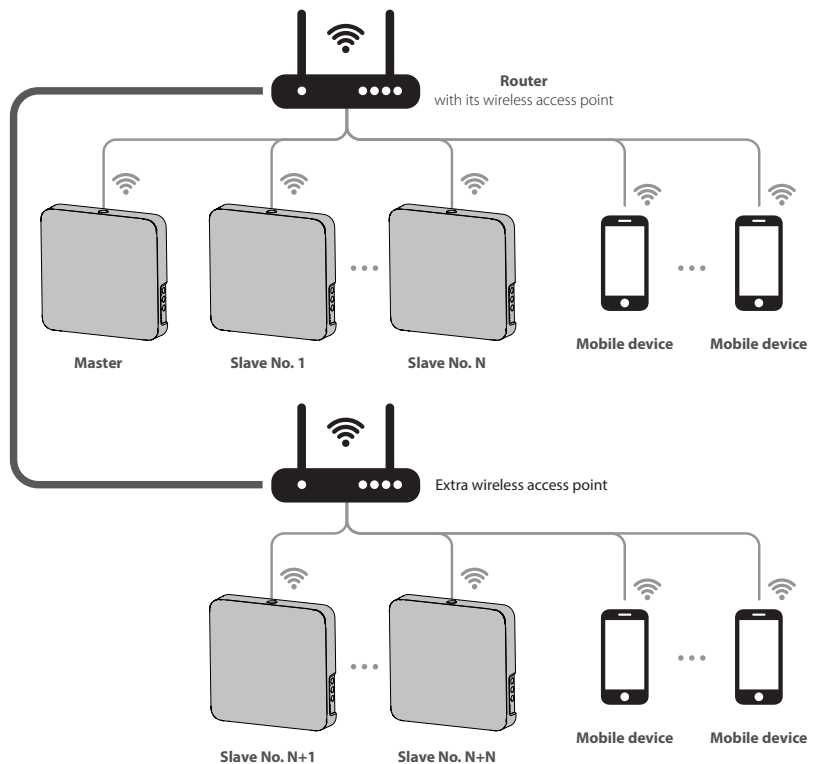 Router
with its wireless access point
Master
Slave No. 1
Slave No. N
Mobile device
Mobile device
Extra wireless access point
Slave No. N+1
Slave No. N+N
Mobile device
Mobile device